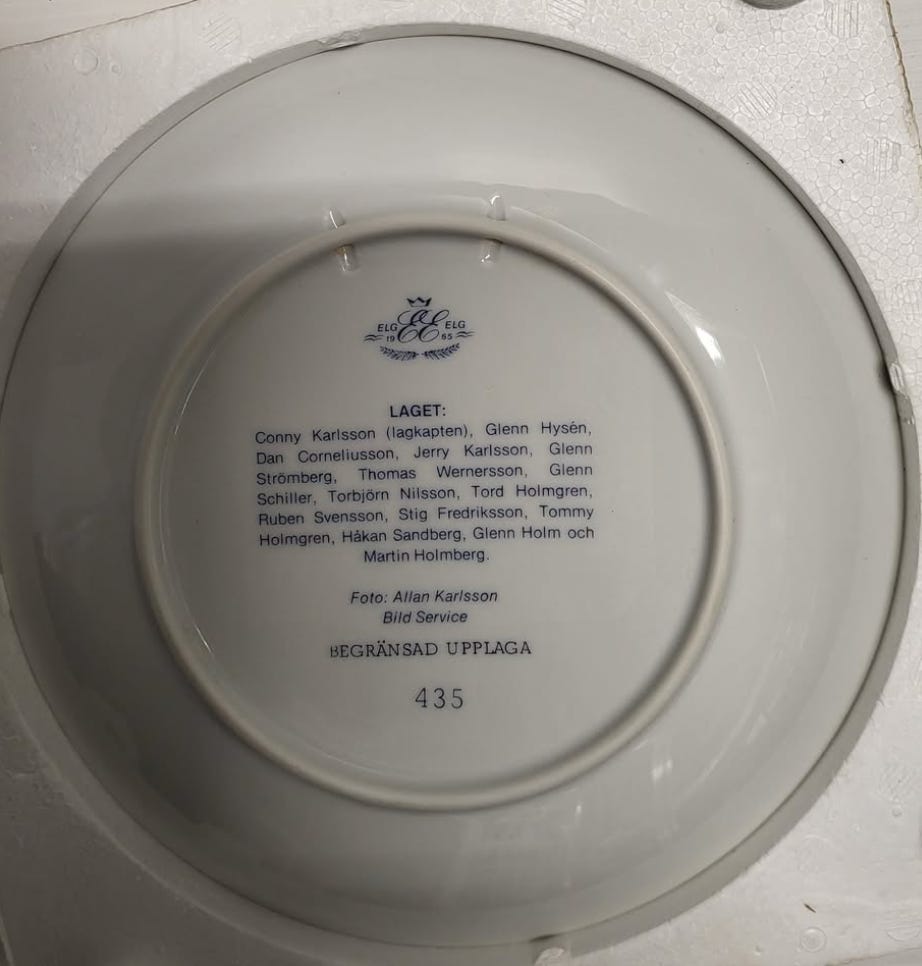 ELG EE ELG
19 65
LAGET:
Conny Karlsson (lagkapten), Glenn Hysén,
Dan Corneliusson, Jerry Karlsson, Glenn
Strömberg, Thomas Wernersson, Glenn
Schiller, Torbjörn Nilsson, Tord Holmgren,
Ruben Svensson, Stig Fredriksson, Tommy
Holmgren, Håkan Sandberg, Glenn Holm och
Martin Holmberg.
Foto: Allan Karlsson
Bild Service
BEGRÄNSAD UPPLAGA
435